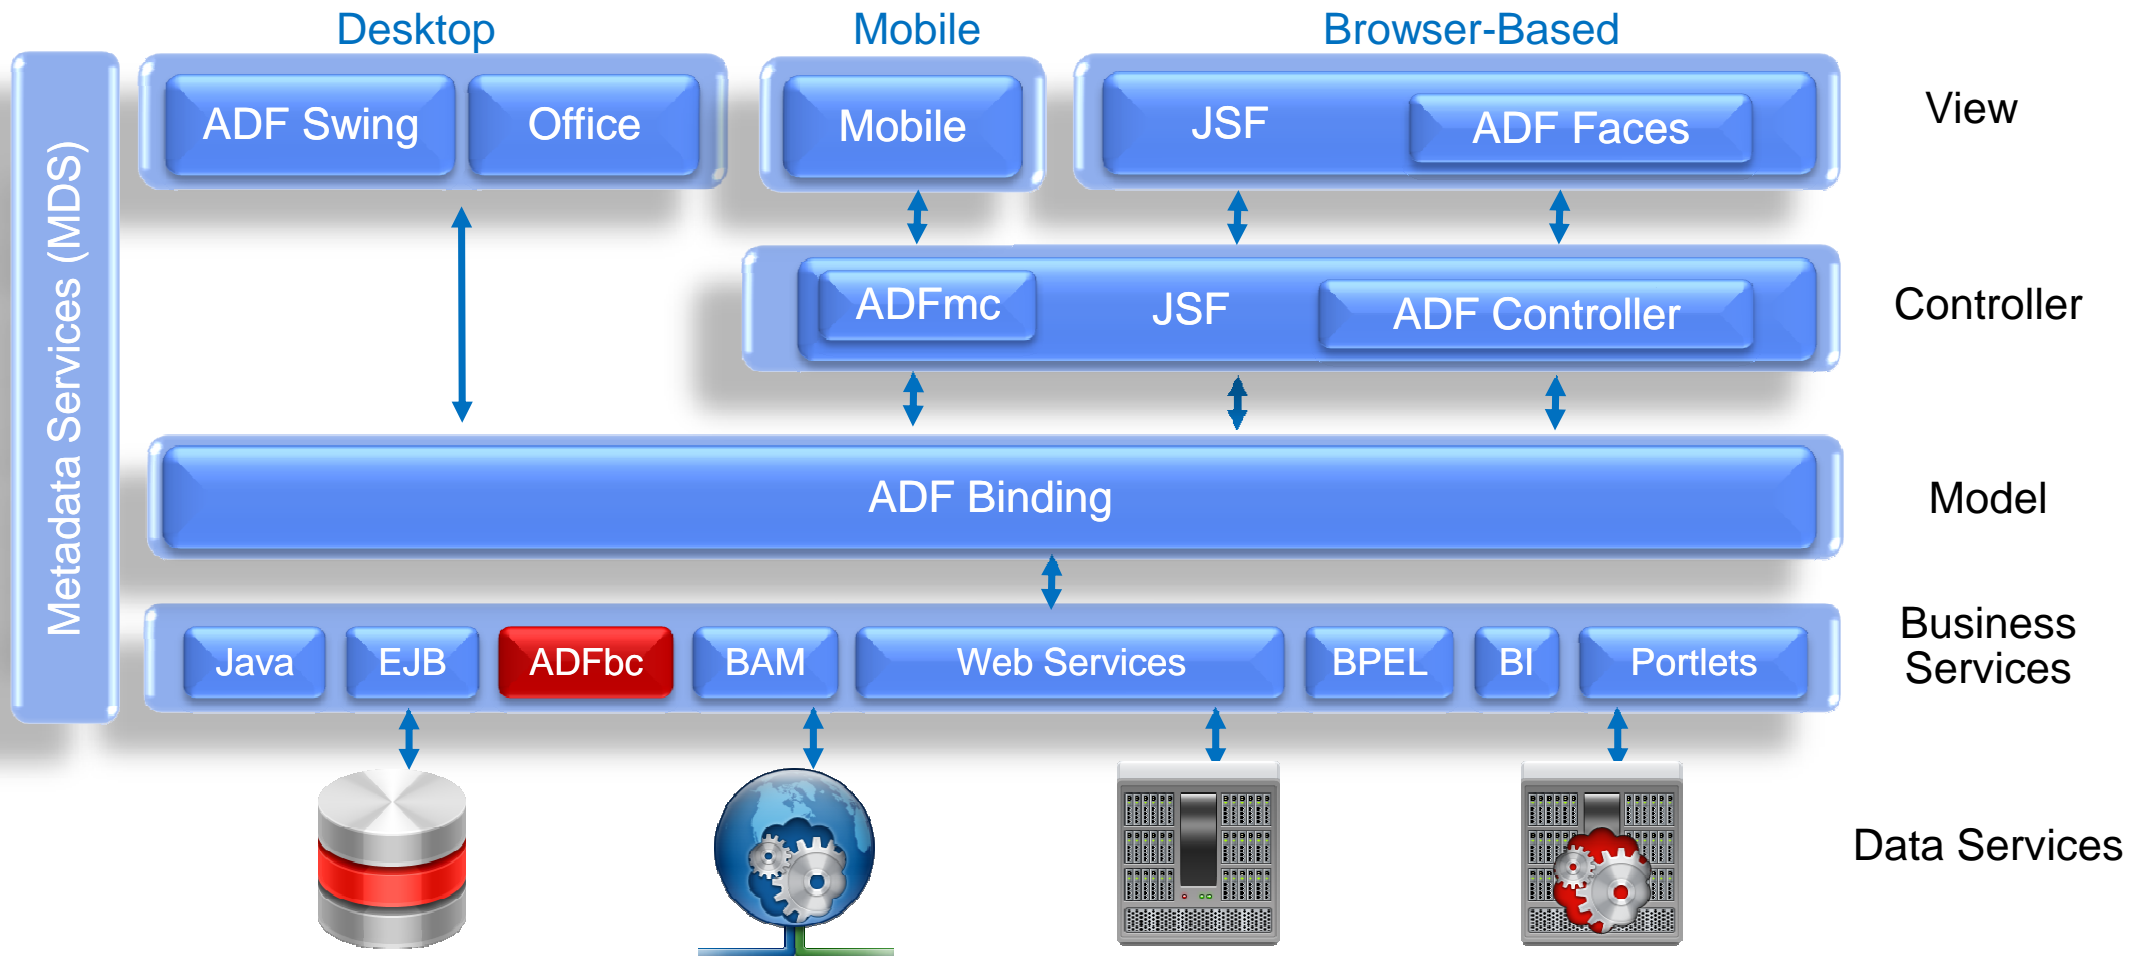 Desktop
Mobile
Browser-Based
Metadata Services (MDS)
ADF Swing
Office
Mobile
JSF
ADF Faces
View
ADFmc
JSF
ADF Controller
Controller
ADF Binding
Model
Java
EJB
ADFbc
BAM
Web Services
BPEL
BI
Portlets
Business
Services
Data Services